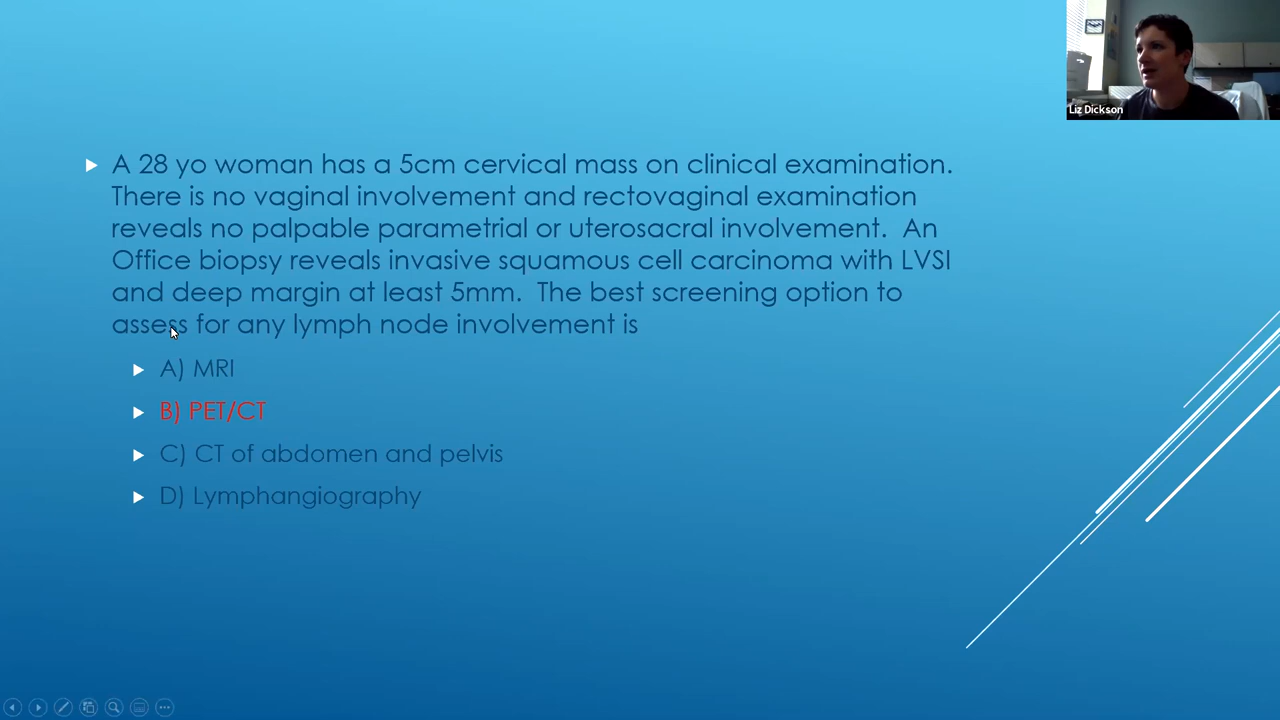 Liz Dickson
A 28 yo woman has a 5cm cervical mass on clinical examination.
There is no vaginal involvement and rectovaginal examination
reveals no palpable parametrial or uterosacral involvement.  An
Office biopsy reveals invasive squamous cell carcinoma with LVSI
and deep margin at least 5mm.  The best screening option to
assess for any lymph node involvement is
A) MRI
B) PET/CT
C) CT of abdomen and pelvis
D) Lymphangiography